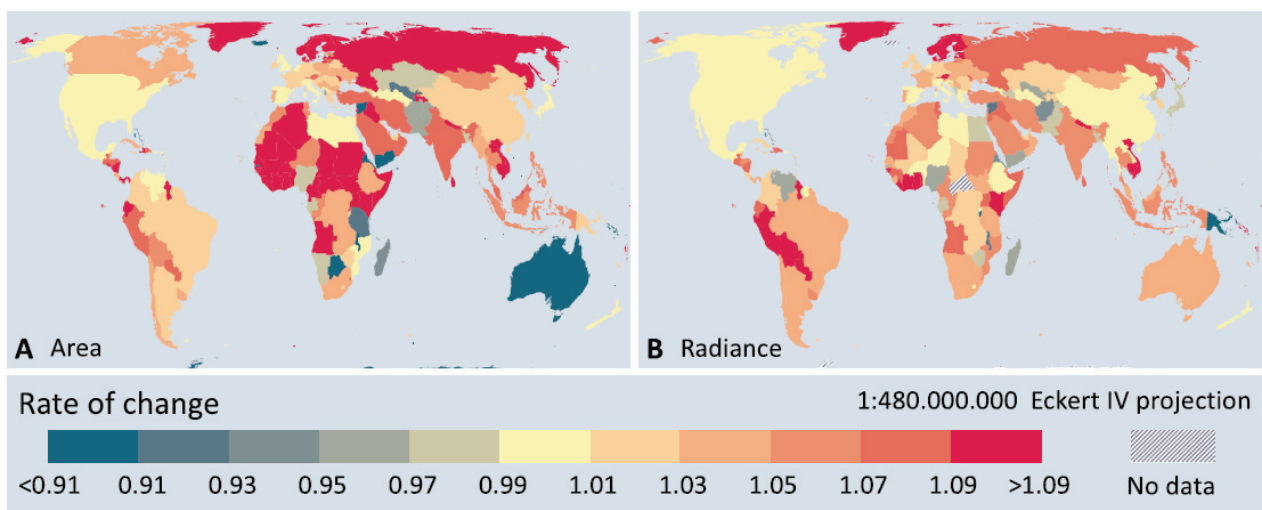 A Area
B Radiance
Rate of change
1:480.000.000 Eckert IV projection
<0.91 0.91 0.93 0.95 0.97 0.99 1.01 1.03 1.05 1.07 1.09 >1.09
No data